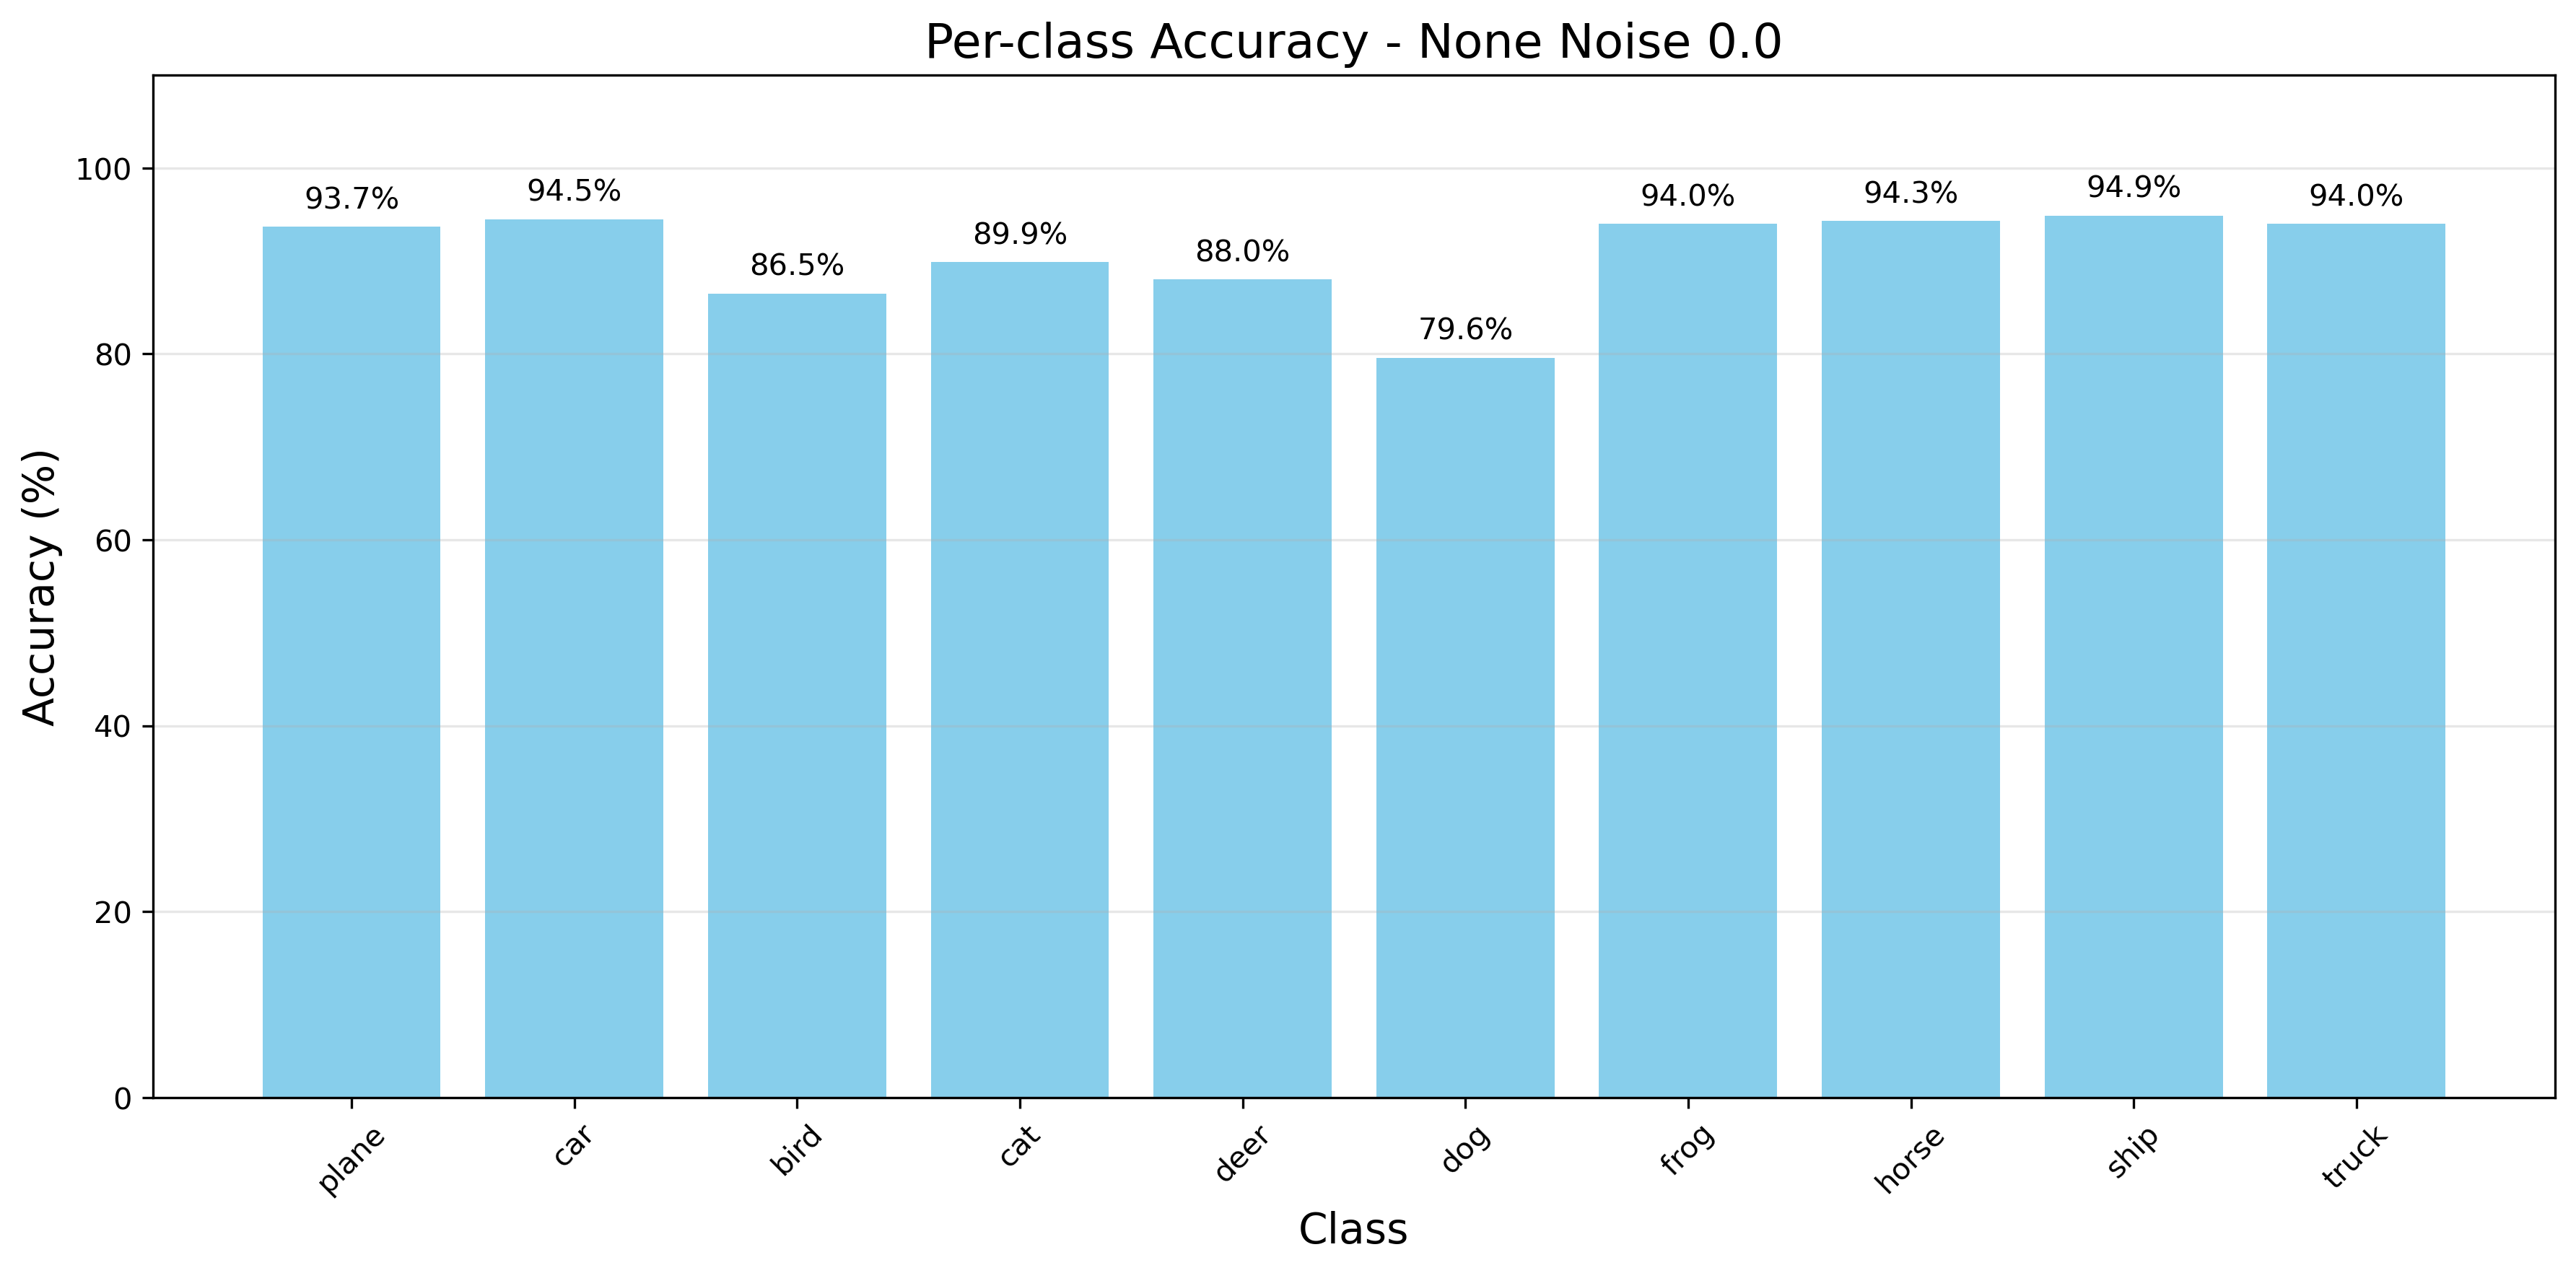 Per-class Accuracy - None Noise 0.0
Accuracy (%)
100
80
60
40
20
0
93.7%
94.5%
86.5%
89.9%
88.0%
79.6%
94.0%
94.3%
94.9%
94.0%
plane
car
bird
cat
deer
dog
frog
horse
ship
truck
Class